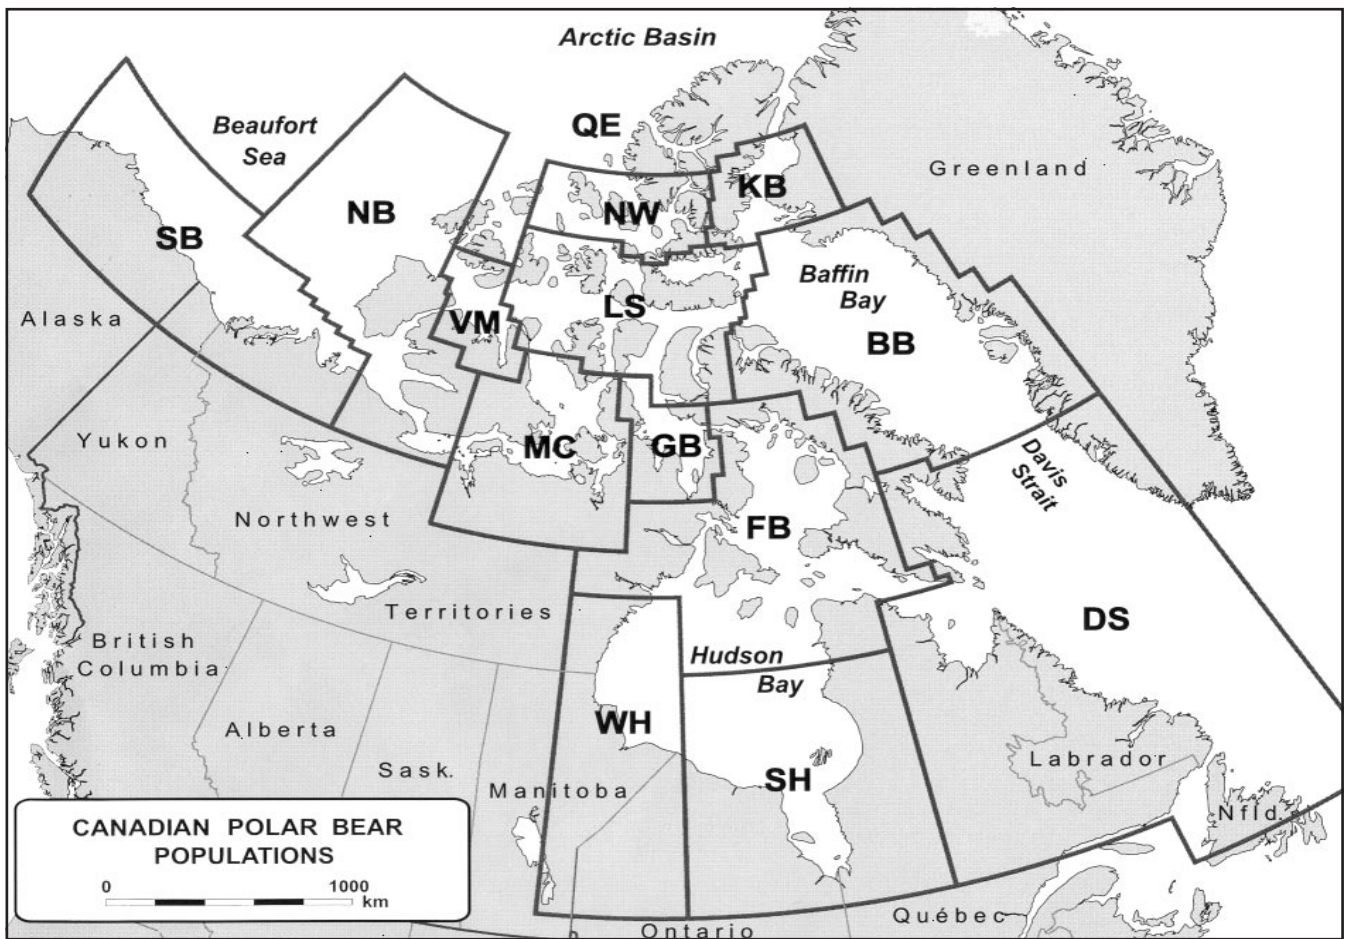 Arctic Basin
Beaufort
Sea
QE
Greenland
KB
NB
NW
SB
Baffin
Bay
LS
Alaska
VM
BB
Yukon
MC
GB
Davis
Strait
Northwest
FB
Territories
DS
British
Columbia
Hudson
Bay
WH
Alberta
Labrador
Sask.
SH
Manitoba
Nfld.
CANADIAN POLAR BEAR
POPULATIONS
0 1000
km
Québec
Ontario